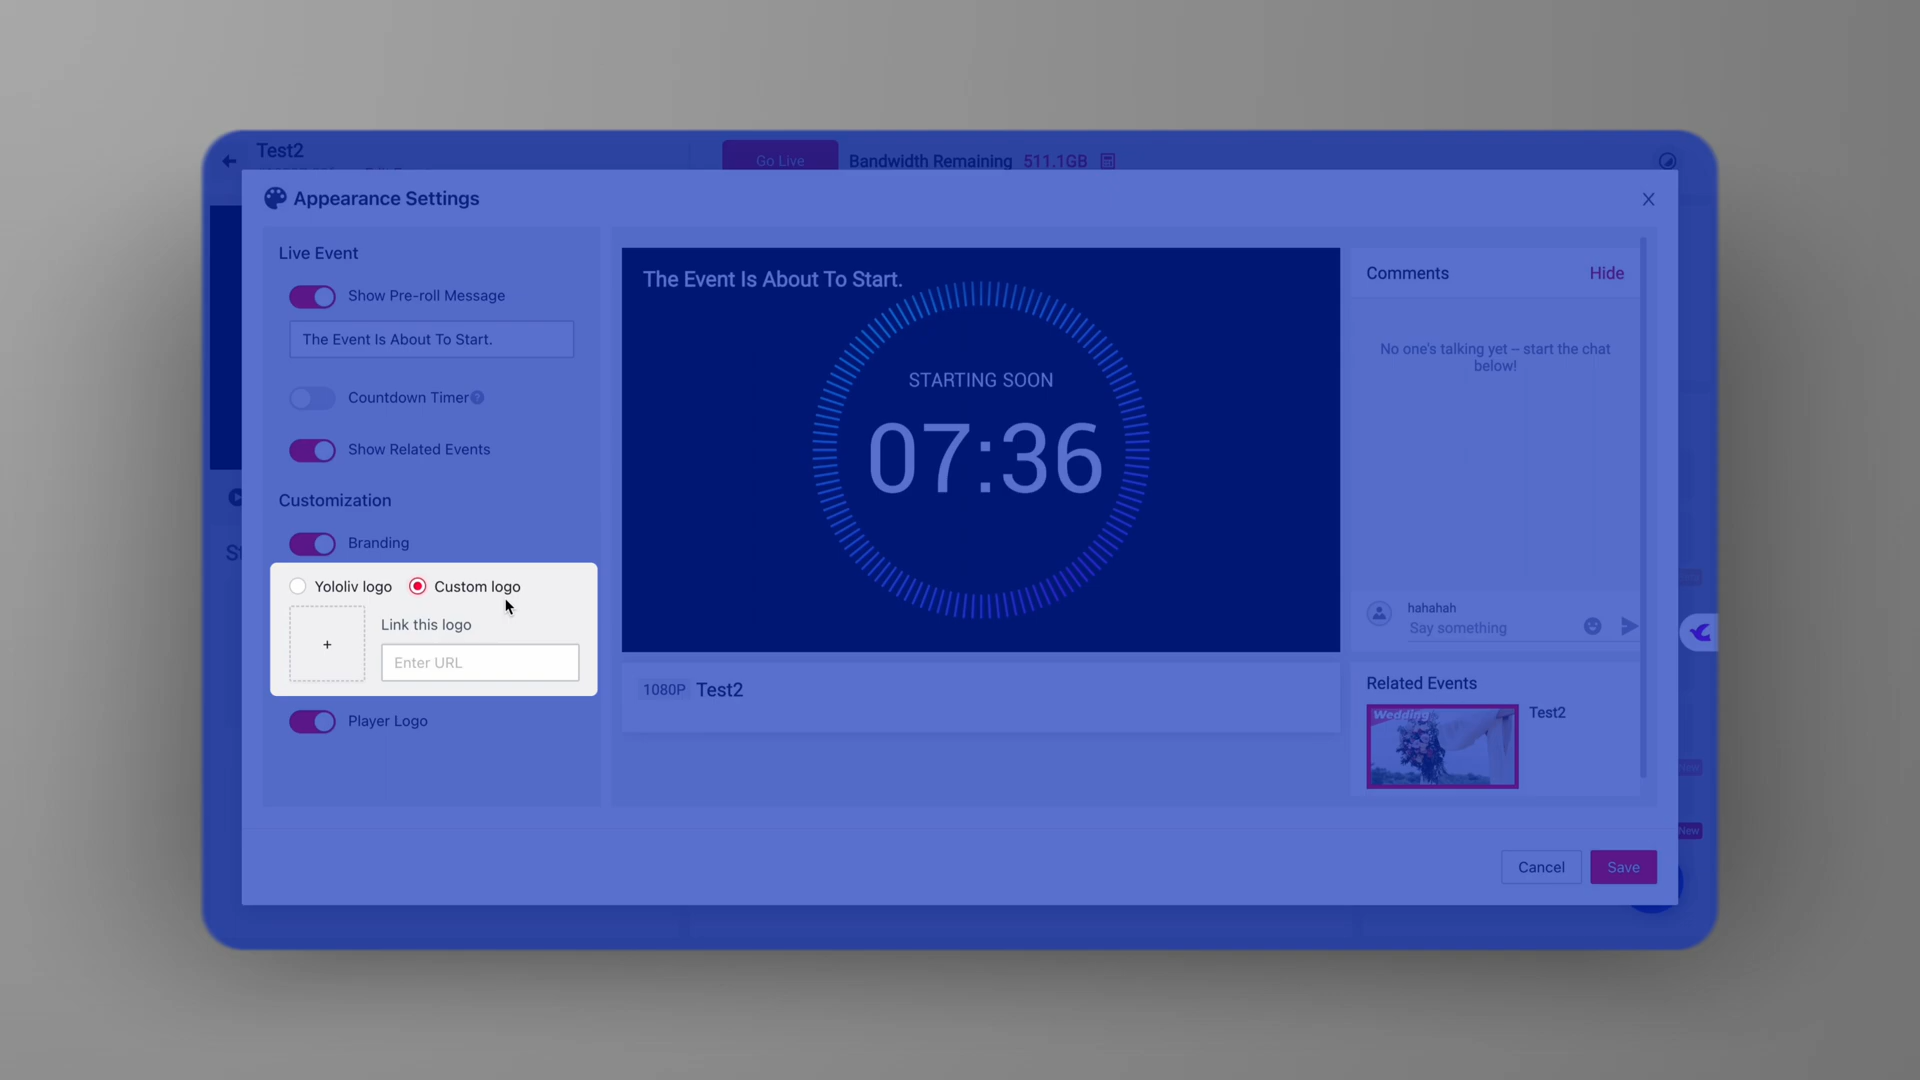 Test2
Go Live
Bandwidth Remaining 511.1GB
Appearance Settings
X
Live Event
Show Pre-roll Message
The Event Is About To Start.
Countdown Timer ?
Show Related Events
Customization
Branding
Yololiv logo
Custom logo
+
Link this logo
Enter URL
Player Logo
The Event Is About To Start.
STARTING SOON
07:36
1080P Test2
Comments
Hide
No one's talking yet – start the chat
below!
hahahah
Say something
Related Events
Wedding
Test2
New
New
Cancel
Save